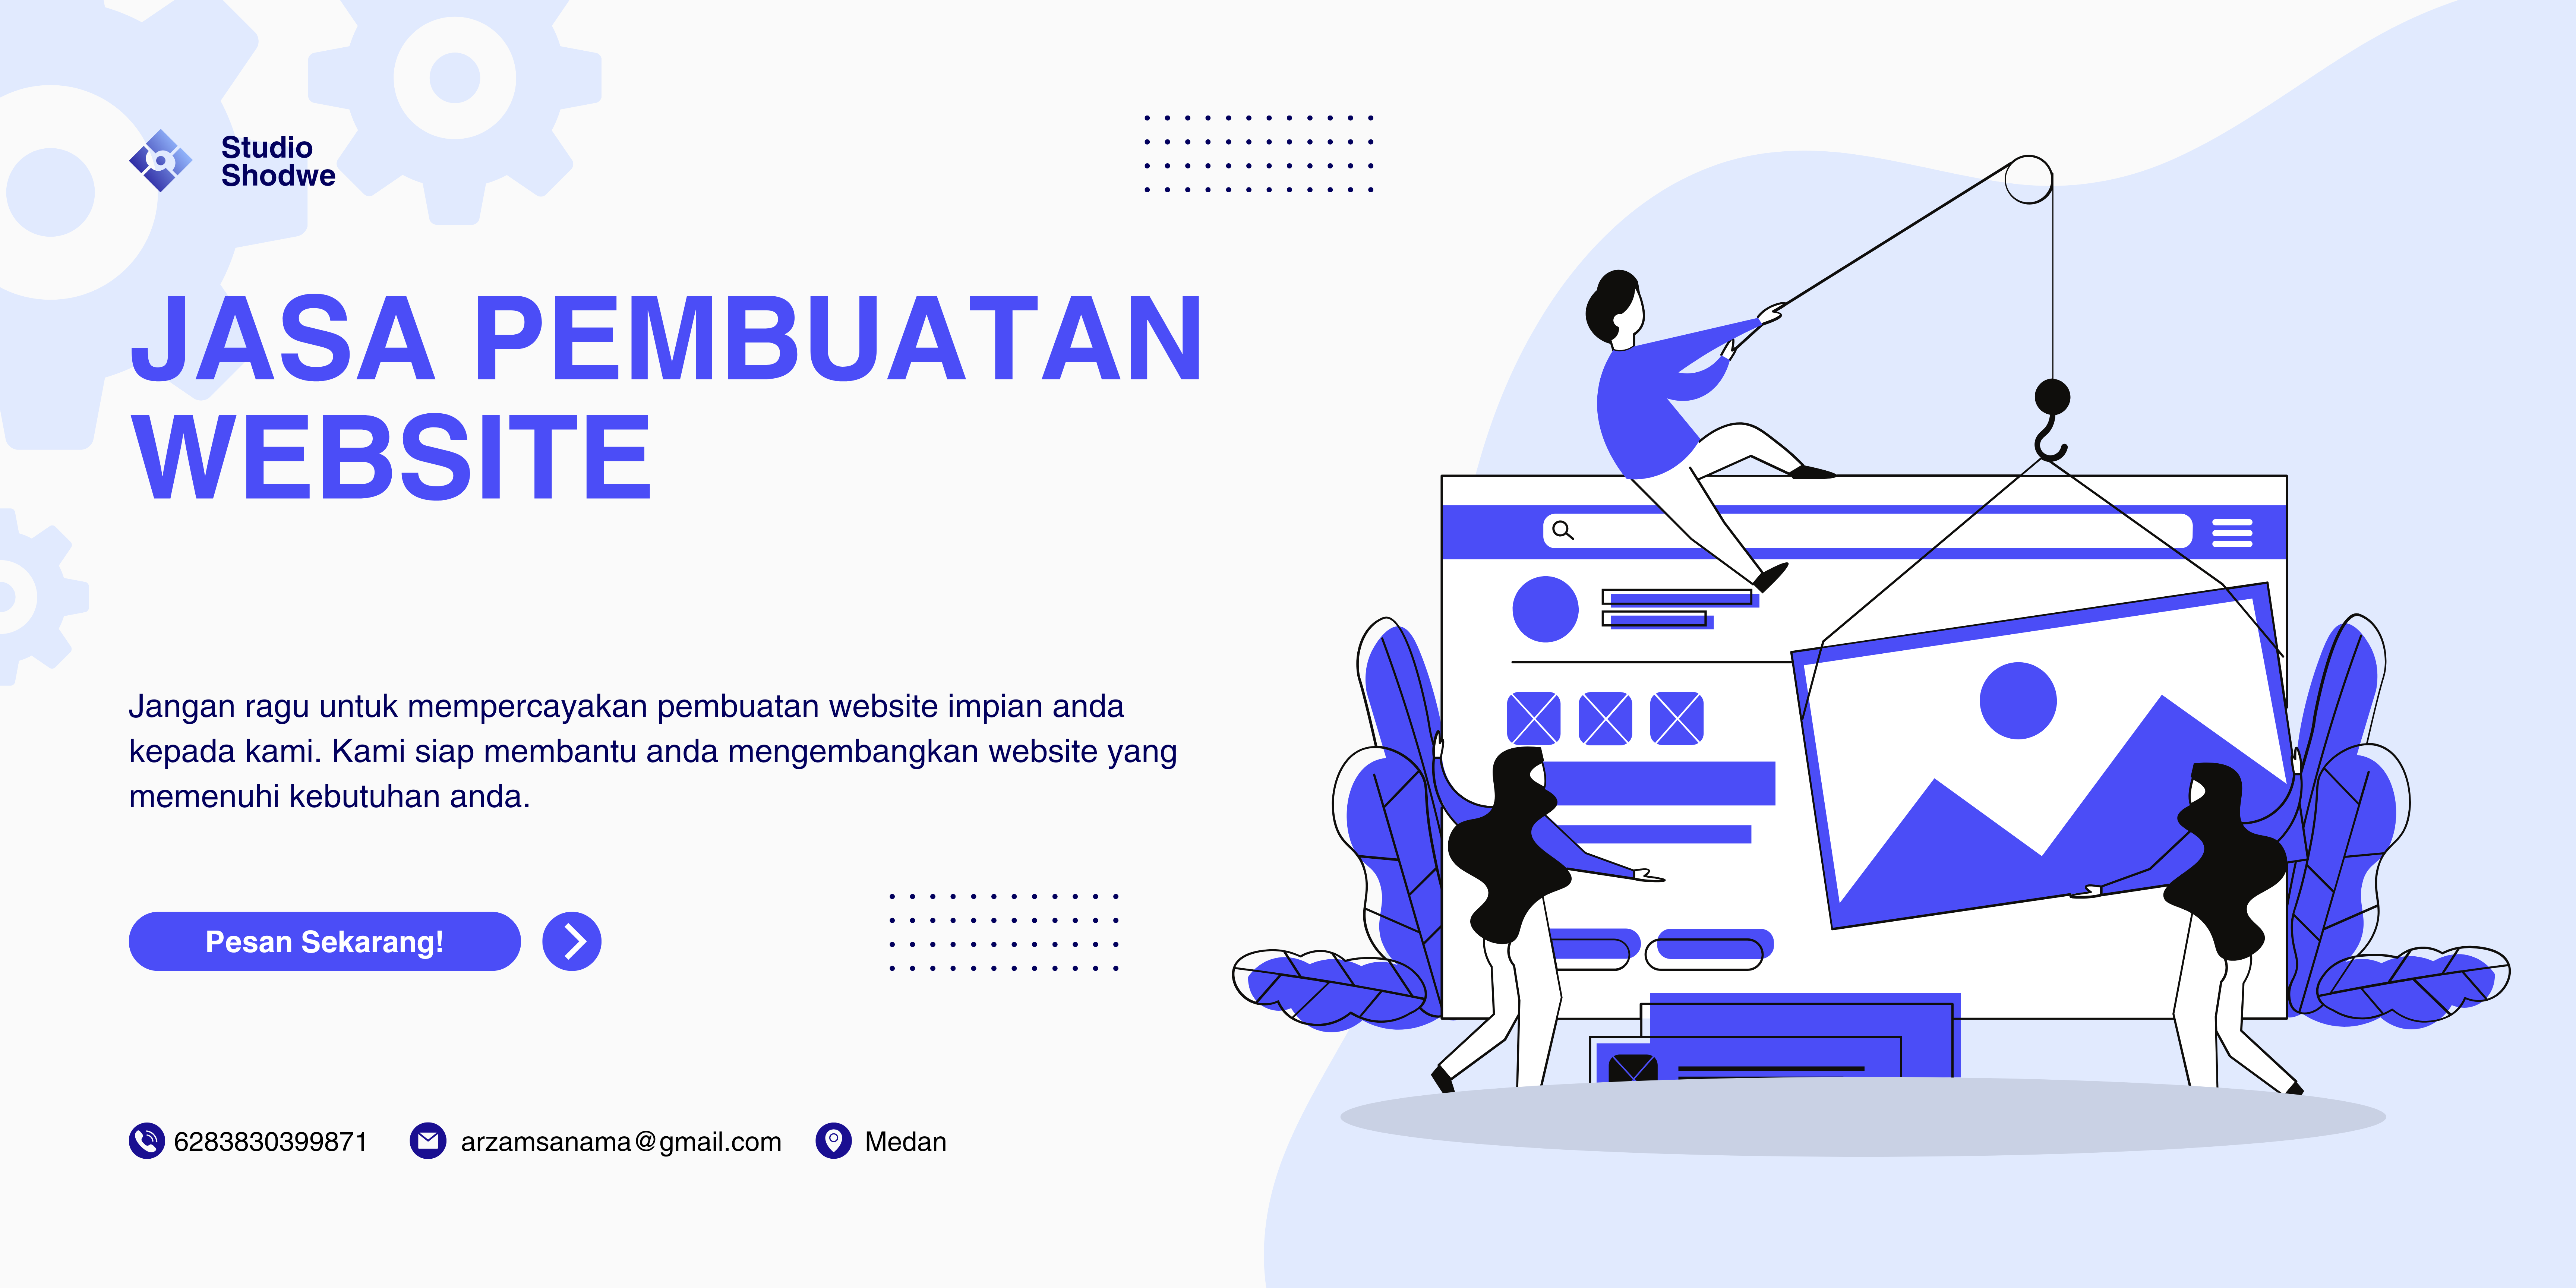 Studio
Shodwe
JASA PEMBUATAN
WEBSITE
Jangan ragu untuk mempercayakan pembuatan website impian anda
kepada kami. Kami siap membantu anda mengembangkan website yang
memenuhi kebutuhan anda.
Pesan Sekarang!
6283830399871 arzamsanama@gmail.com Medan